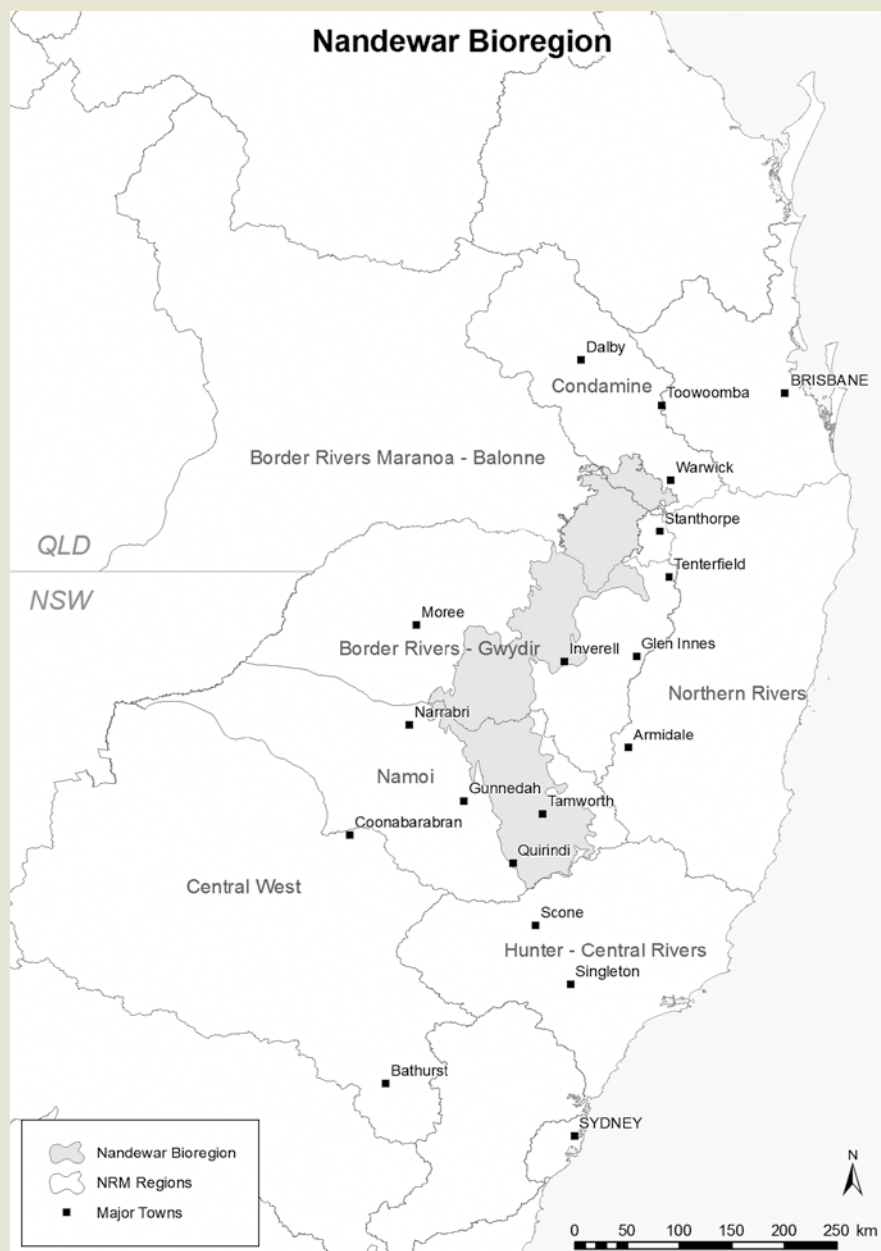 Nandewar Bioregion
Dalby
Condamine
BRISBANE
Toowoomba
Border Rivers Maranoa - Balonne
Warwick
Stanthorpe
QLD
Tenterfield
NSW
Moree
Border Rivers - Gwydir
Inverell
Glen Innes
Northern Rivers
Narrabri
Armidale
Namoi
Gunnedah
Tamworth
Coonabarabran
Quirindi
Central West
Scone
Hunter - Central Rivers
Singleton
Bathurst
SYDNEY
Nandewar Bioregion
NRM Regions
Major Towns
N
0 50 100 150 200 250 km